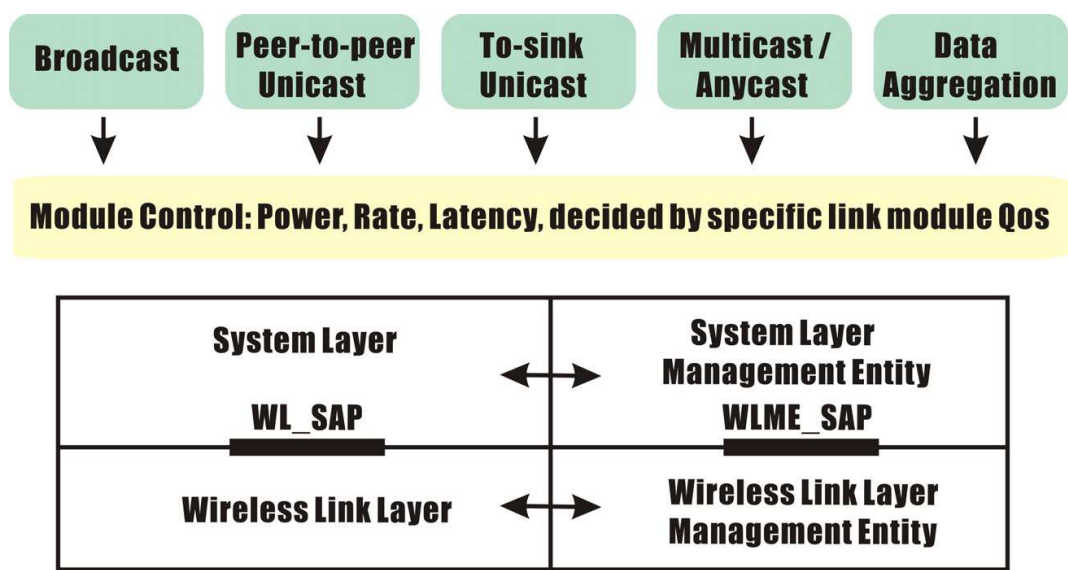 Broadcast
Peer-to-peer
Unicast
To-sink
Unicast
Multicast /
Anycast
Data
Aggregation
Module Control: Power, Rate, Latency, decided by specific link module Qos
System Layer
System Layer
Management Entity
WL_SAP
WLME_SAP
Wireless Link Layer
Wireless Link Layer
Management Entity